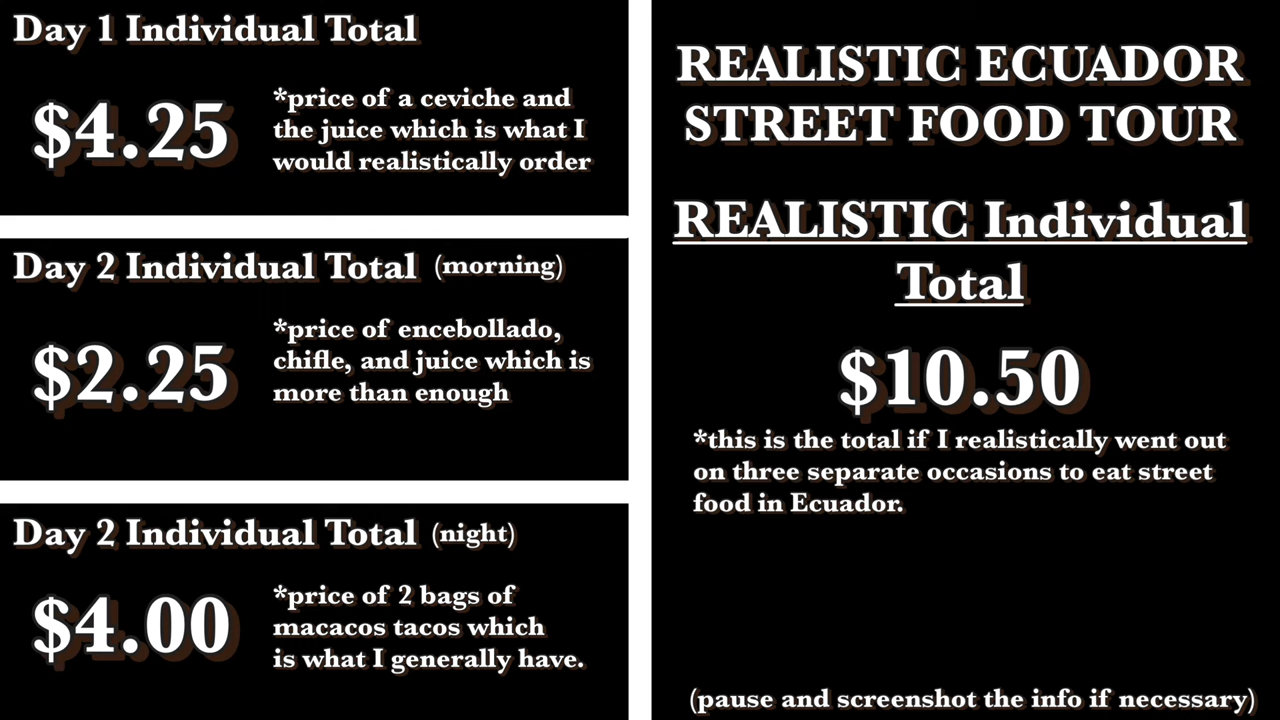 Day 1 Individual Total
$4.25
*price of a ceviche and
the juice which is what I
would realistically order
Day 2 Individual Total (morning)
$2.25
*price of encebollado,
chifle, and juice which is
more than enough
Day 2 Individual Total (night)
$4.00
*price of 2 bags of
macacos tacos which
is what I generally have.
REALISTIC ECUADOR
STREET FOOD TOUR
REALISTIC Individual
Total
$10.50
*this is the total if I realistically went out
on three separate occasions to eat street
food in Ecuador.
(pause and screenshot the info if necessary)